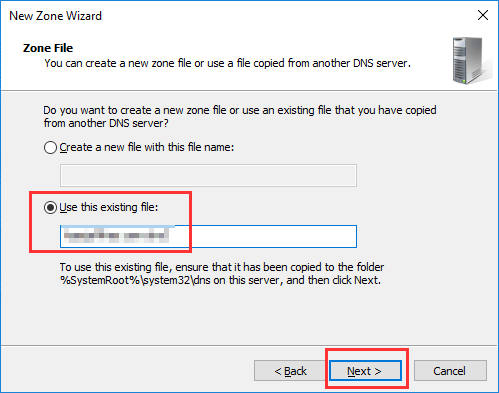 New Zone Wizard
Zone File
You can create a new zone file or use a file copied from another DNS server.
Do you want to create a new zone file or use an existing file that you have copied
from another DNS server?
Create a new file with this file name:
Use this existing file:
To use this existing file, ensure that it has been copied to the folder
%SystemRoot%\system32\dns on this server, and then click Next.
< Back Next > Cancel